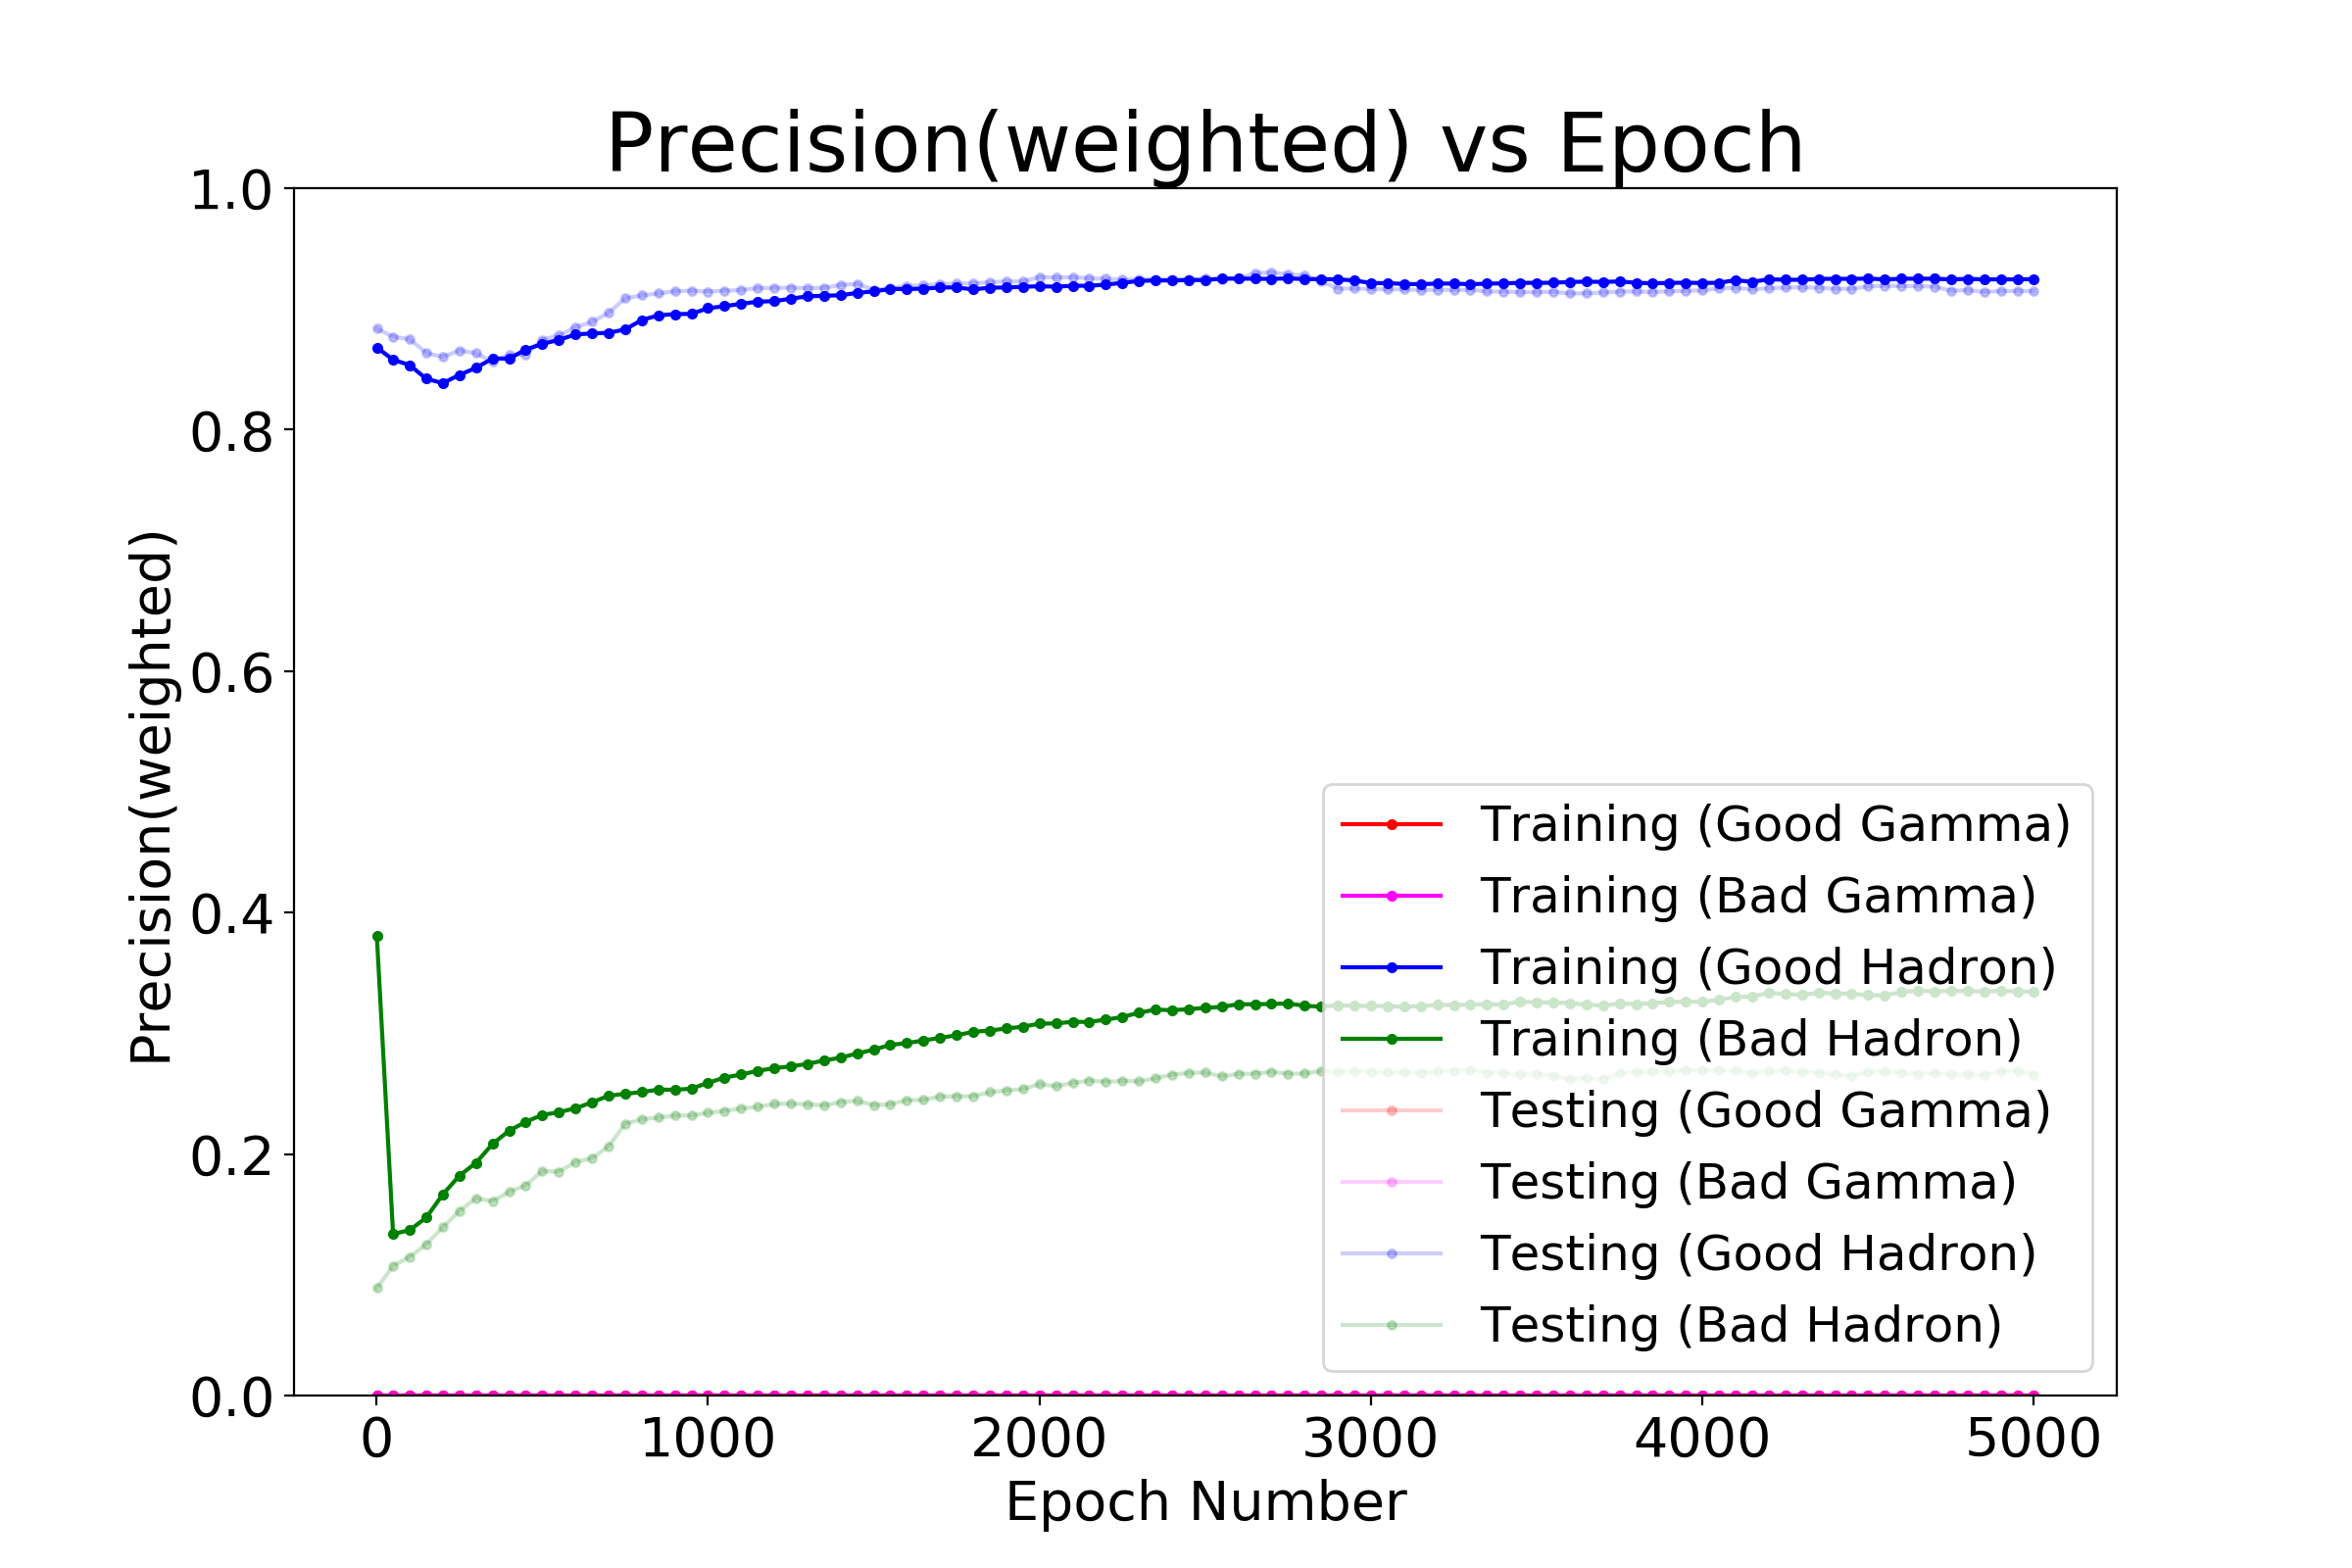 Precision(weighted) vs Epoch
Precision(weighted)
1.0
0.8
0.6
0.4
0.2
0.0
Training (Good Gamma)
Training (Bad Gamma)
Training (Good Hadron)
Training (Bad Hadron)
Testing (Good Gamma)
Testing (Bad Gamma)
Testing (Good Hadron)
Testing (Bad Hadron)
0 1000 2000 3000 4000 5000
Epoch Number